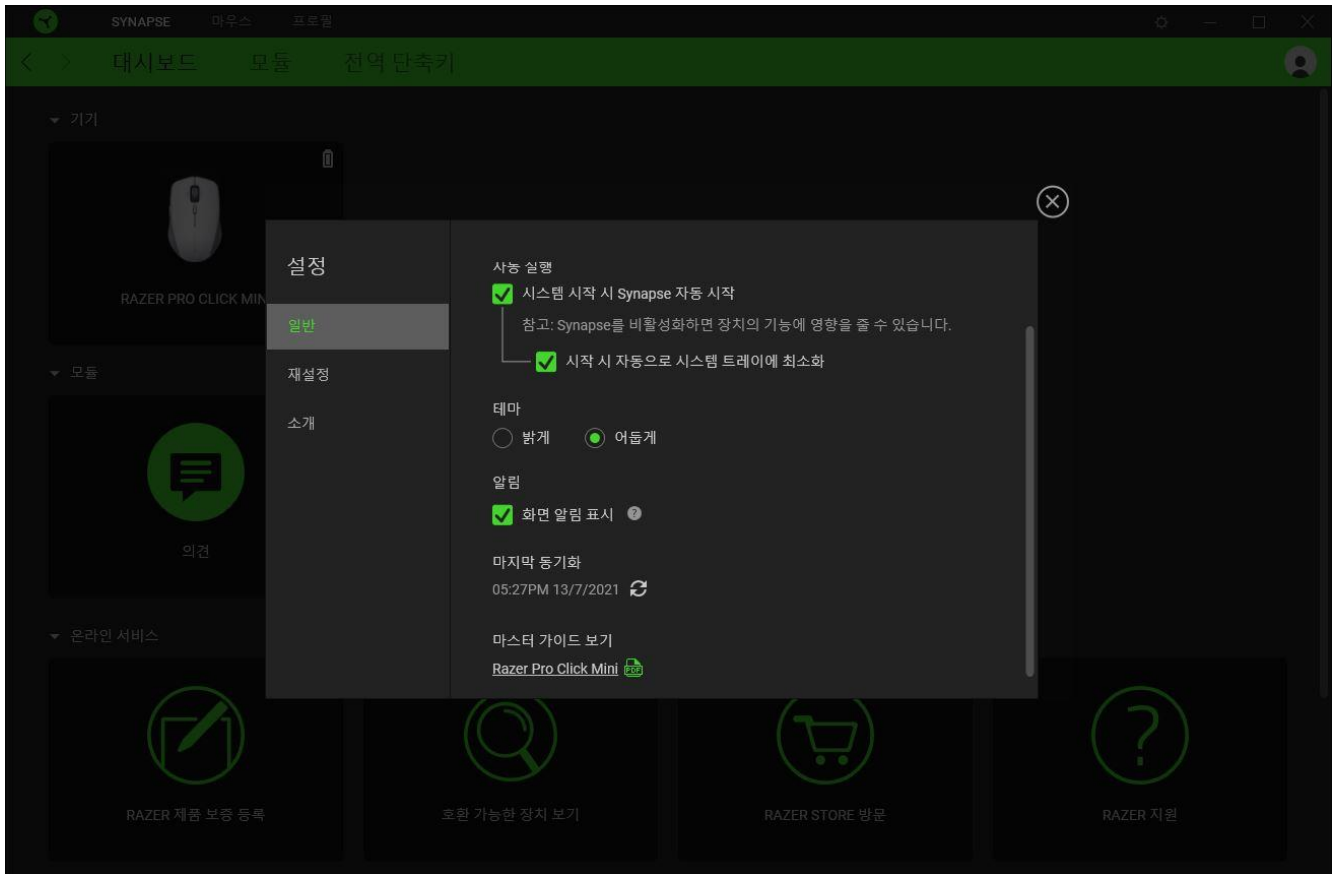 SYNAPSE 마우스 프로필
대시보드 모듈 전역 단축키
기기
RAZER PRO CLICK MIN
모듈
의견
온라인 서비스
RAZER 제품 보증 등록
호환 가능한 장치 보기
RAZER STORE 방문
RAZER 지원
설정
일반
재설정
소개
자동 실행
시스템 시작 시 Synapse 자동 시작
참고: Synapse를 비활성화하면 장치의 기능에 영향을 줄 수 있습니다.
시작 시 자동으로 시스템 트레이에 최소화
테마
밝게 어둡게
알림
화면 알림 표시 ?
마지막 동기화
05:27PM 13/7/2021
마스터 가이드 보기
Razer Pro Click Mini PDF